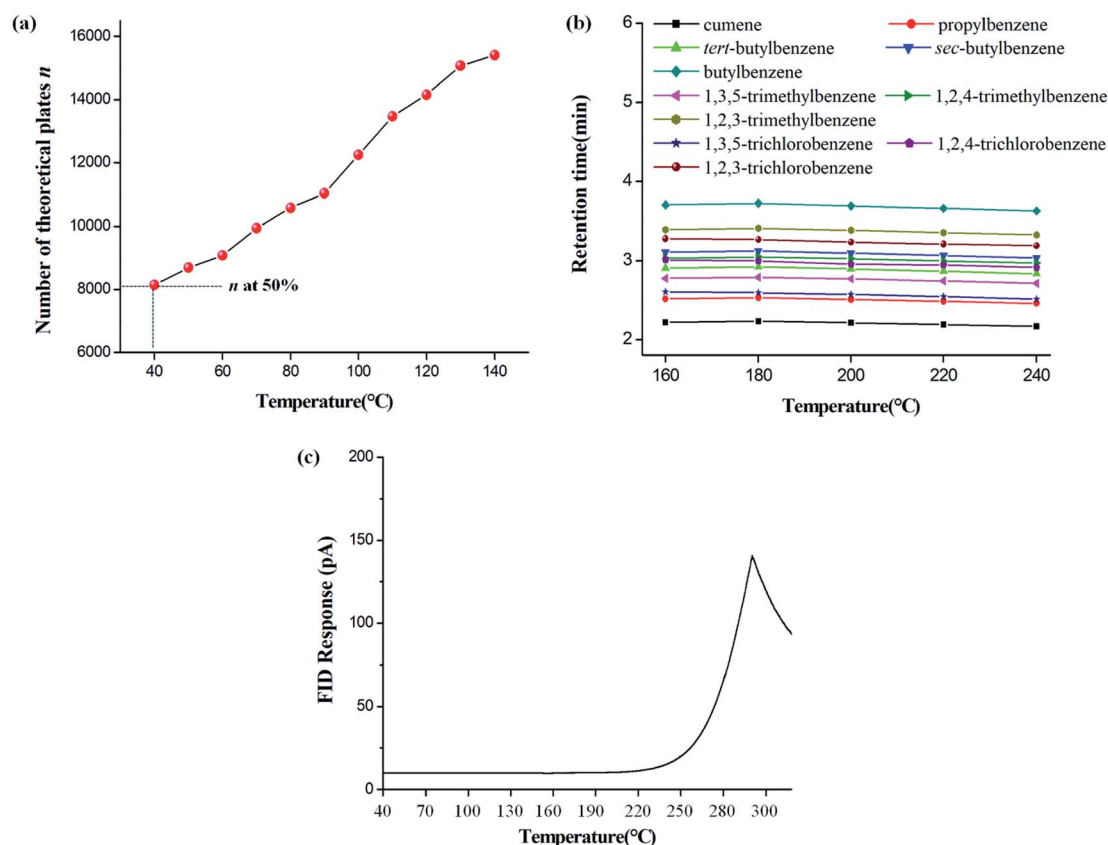 (a)
16000
14000
12000
10000
8000
6000
Number of theoretical plates n
n at 50%
40 60 80 100 120 140
Temperature(°C)
(b)
cumene propylbenzene
tert-butylbenzene sec-butylbenzene
butylbenzene
1,3,5-trimethylbenzene 1,2,4-trimethylbenzene
1,2,3-trimethylbenzene
1,3,5-trichlorobenzene 1,2,4-trichlorobenzene
1,2,3-trichlorobenzene
6
5
4
3
2
Retention time(min)
160 180 200 220 240
Temperature(°C)
(c)
200
150
100
50
0
FID Response (pA)
40 70 100 130 160 190 220 250 290 300
Temperature(°C)